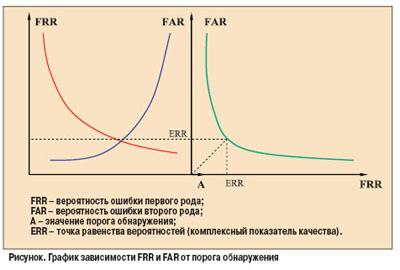 FRR FAR FAR
ERR
A ERR FRR
FRR – вероятность ошибки первого рода;
FAR – вероятность ошибки второго рода;
A – значение порога обнаружения;
ERR – точка равенства вероятностей (комплексный показатель качества).
Рисунок. График зависимости FRR и FAR от порога обнаружения